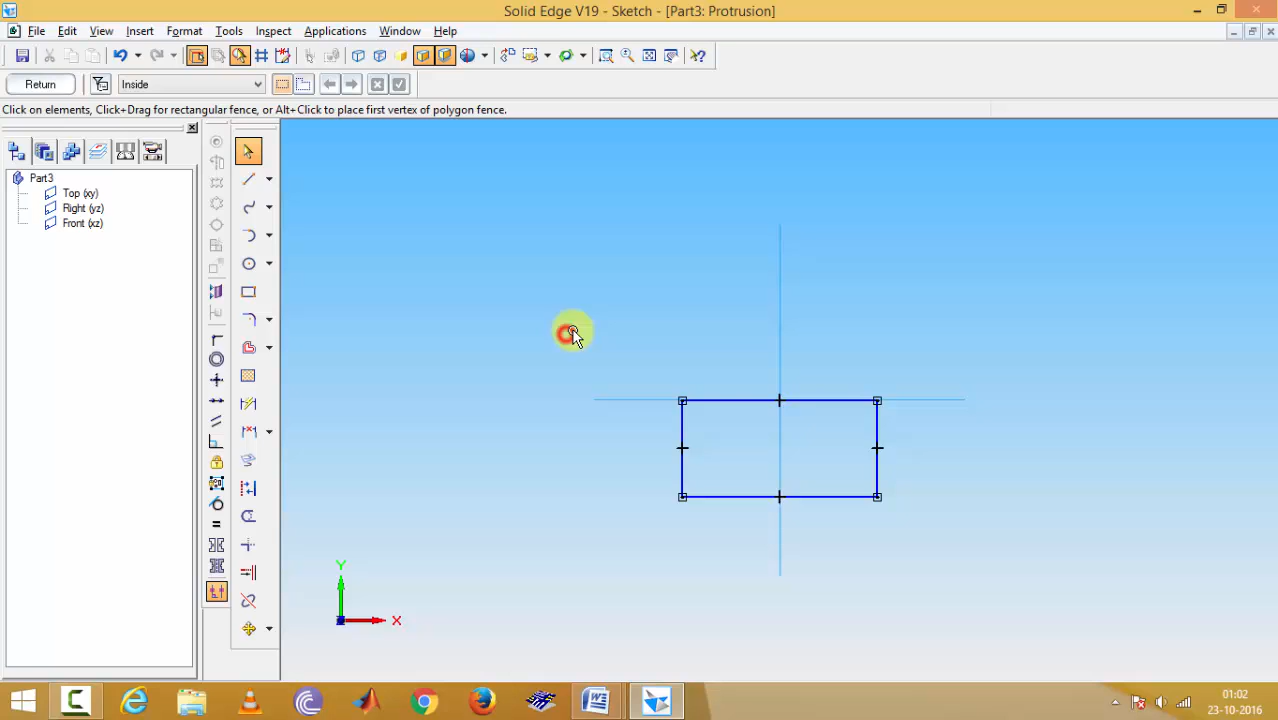 Solid Edge V19 - Sketch - [Part3: Protrusion]
File Edit View Insert Format Tools Inspect Applications Window Help
Return Inside
Click on elements, Click+Drag for rectangular fence, or Alt+Click to place first vertex of polygon fence.
Part3
Top (xy)
Right (yz)
Front (xz)
Y
X
01:02
23-10-2016